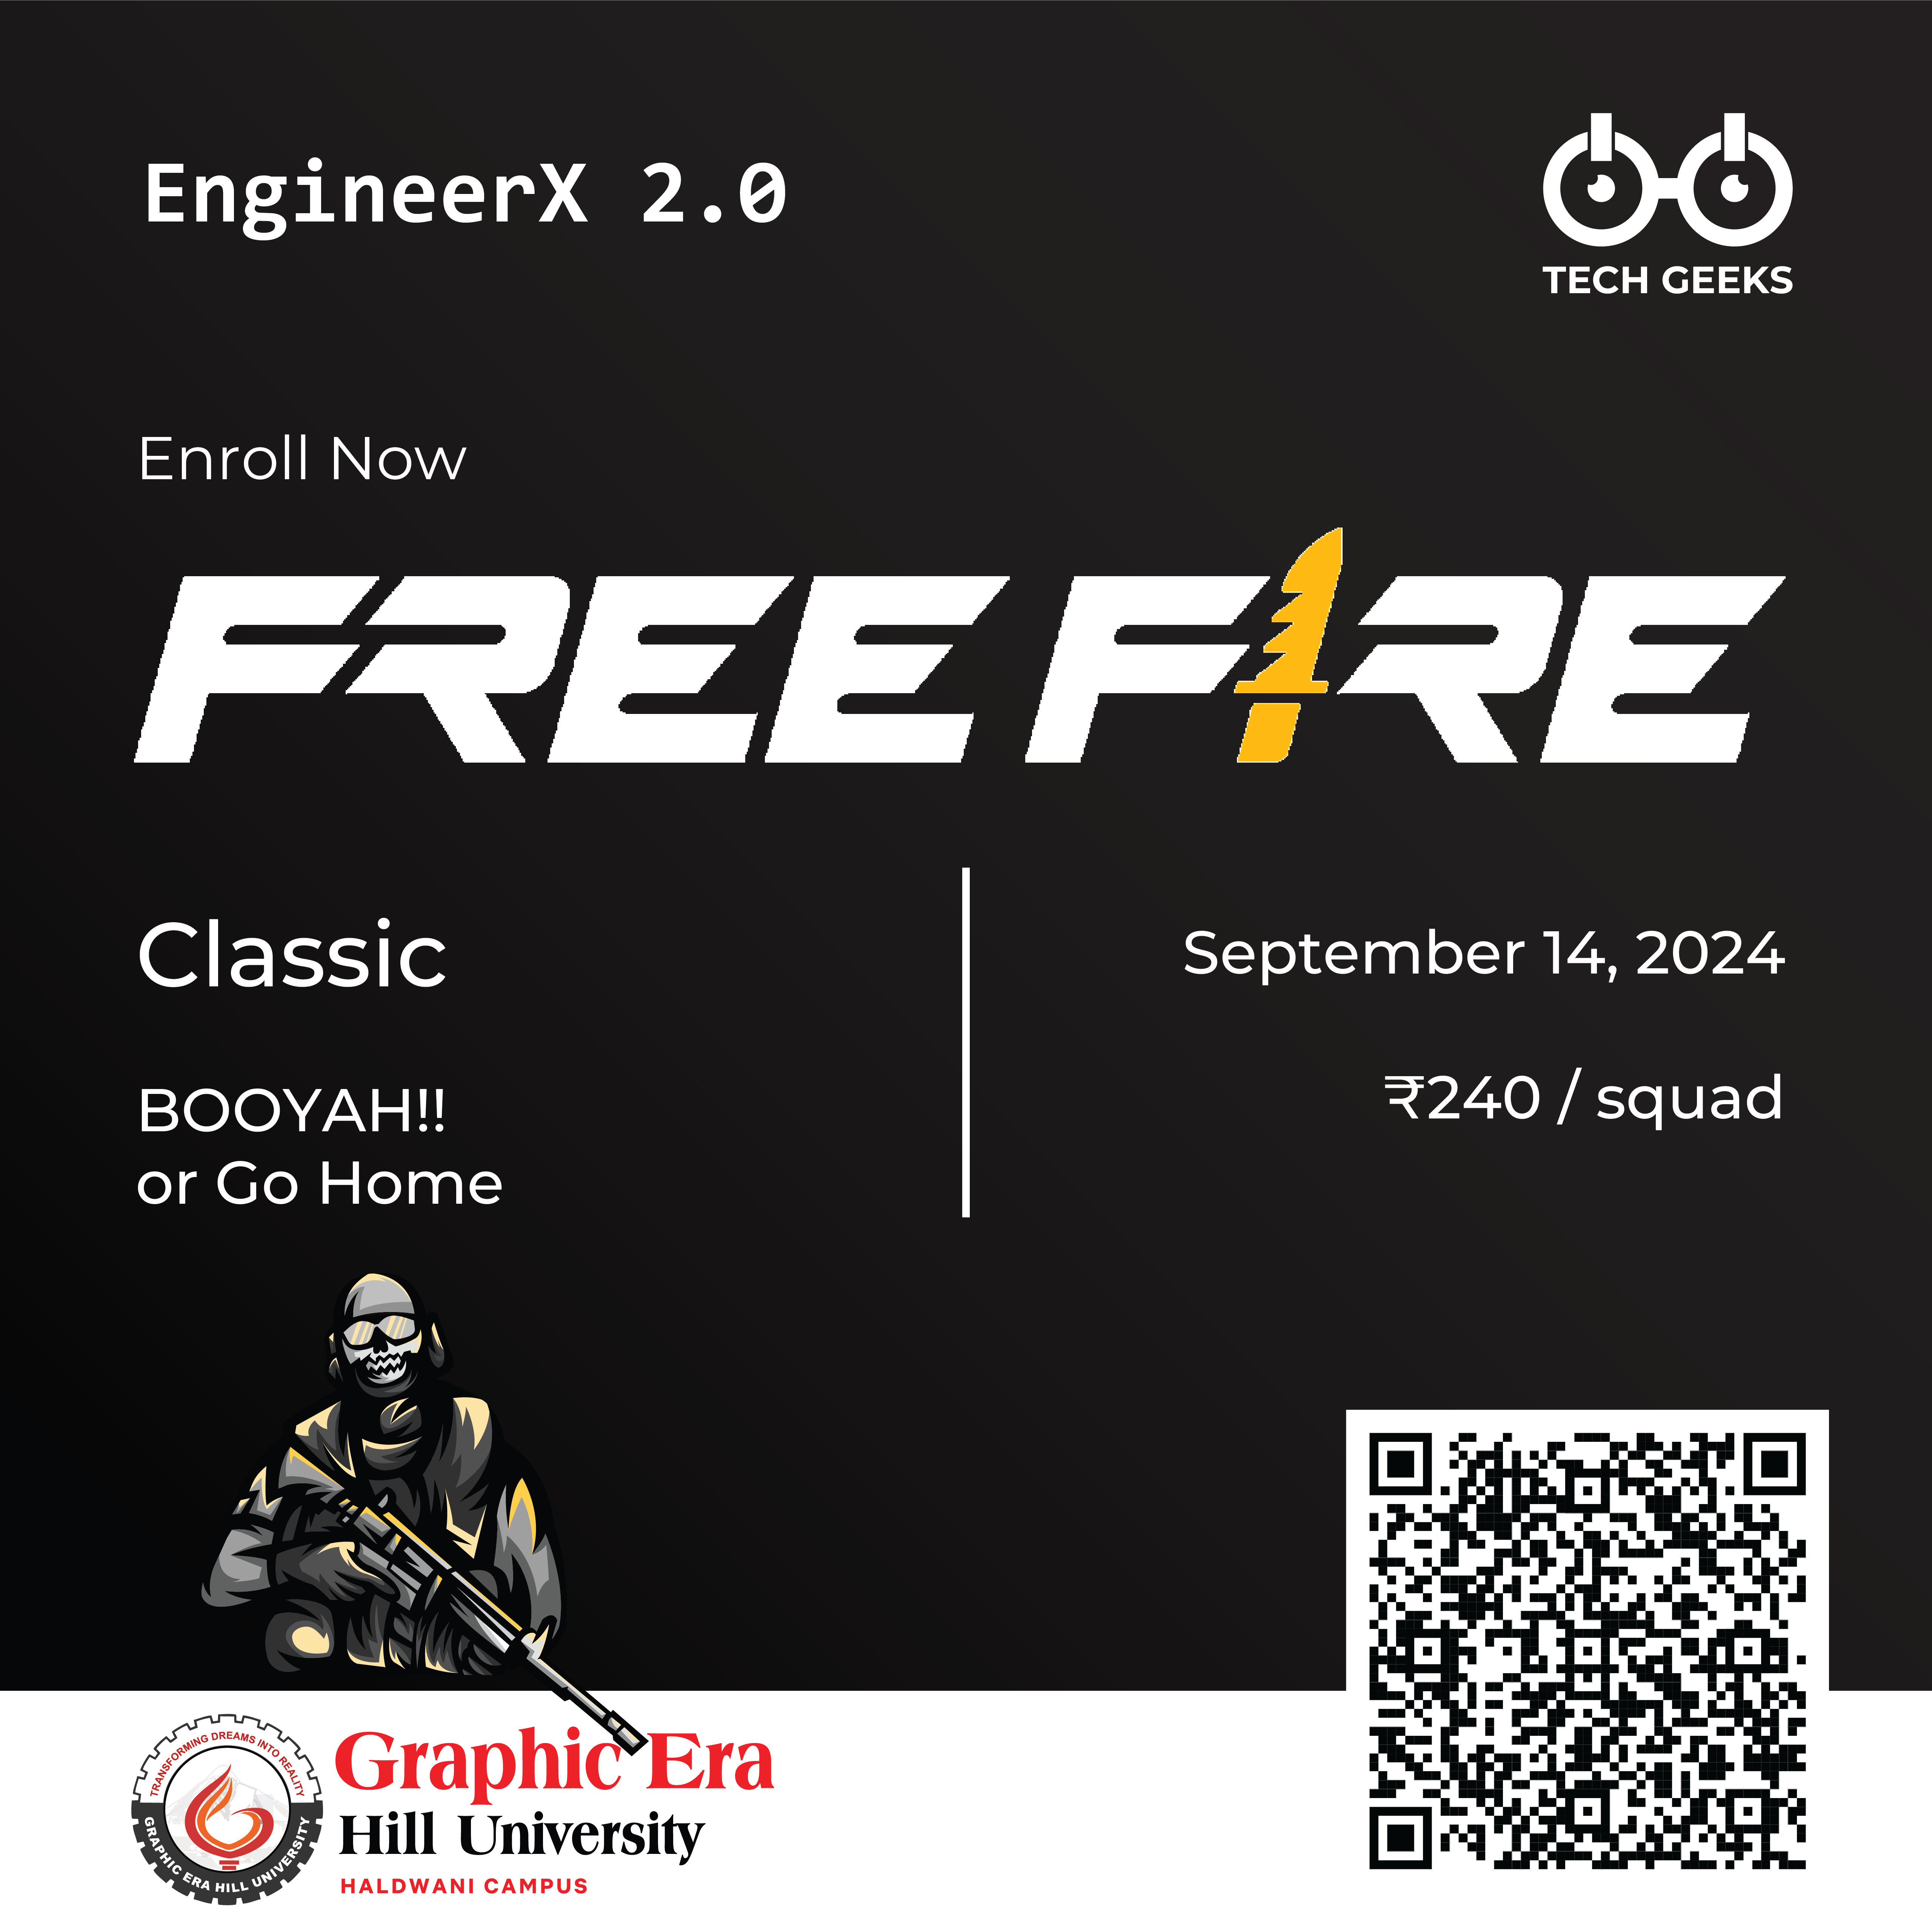 EngineerX 2.0
TECH GEEKS
Enroll Now
FREE FIRE
Classic
September 14, 2024
BOOYAH!!
or Go Home
₹240 / squad
TRANSFORMING DREAMS INTO REALITY
GRAPHIC ERA HILL UNIVERSITY
Graphic Era
Hill University
HALDWANI CAMPUS